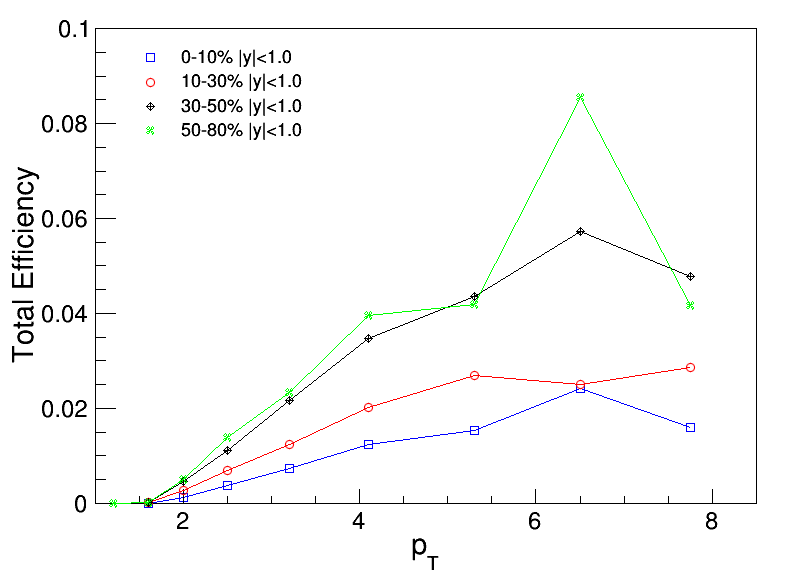 0.1
0.08
0.06
0.04
0.02
0
Total Efficiency
0-10% |y|<1.0
10-30% |y|<1.0
30-50% |y|<1.0
50-80% |y|<1.0
2 4 6 8
pT